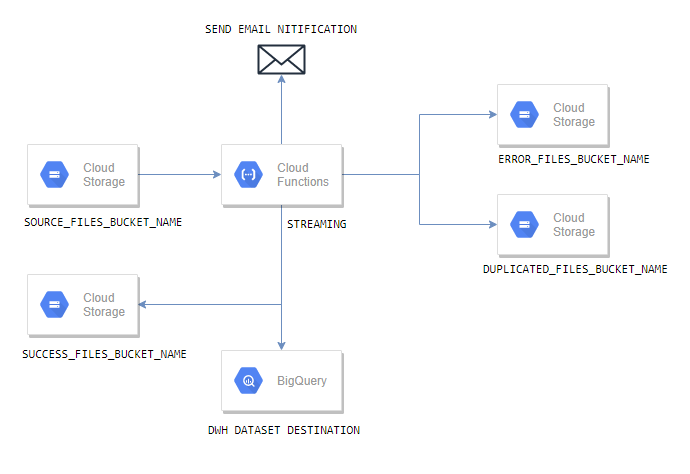 SEND EMAIL NITIFICATION
Cloud
Storage
SOURCE_FILES_BUCKET_NAME
Cloud
Functions
STREAMING
Cloud
Storage
ERROR_FILES_BUCKET_NAME
Cloud
Storage
DUPLICATED_FILES_BUCKET_NAME
Cloud
Storage
SUCCESS_FILES_BUCKET_NAME
BigQuery
DWH DATASET DESTINATION